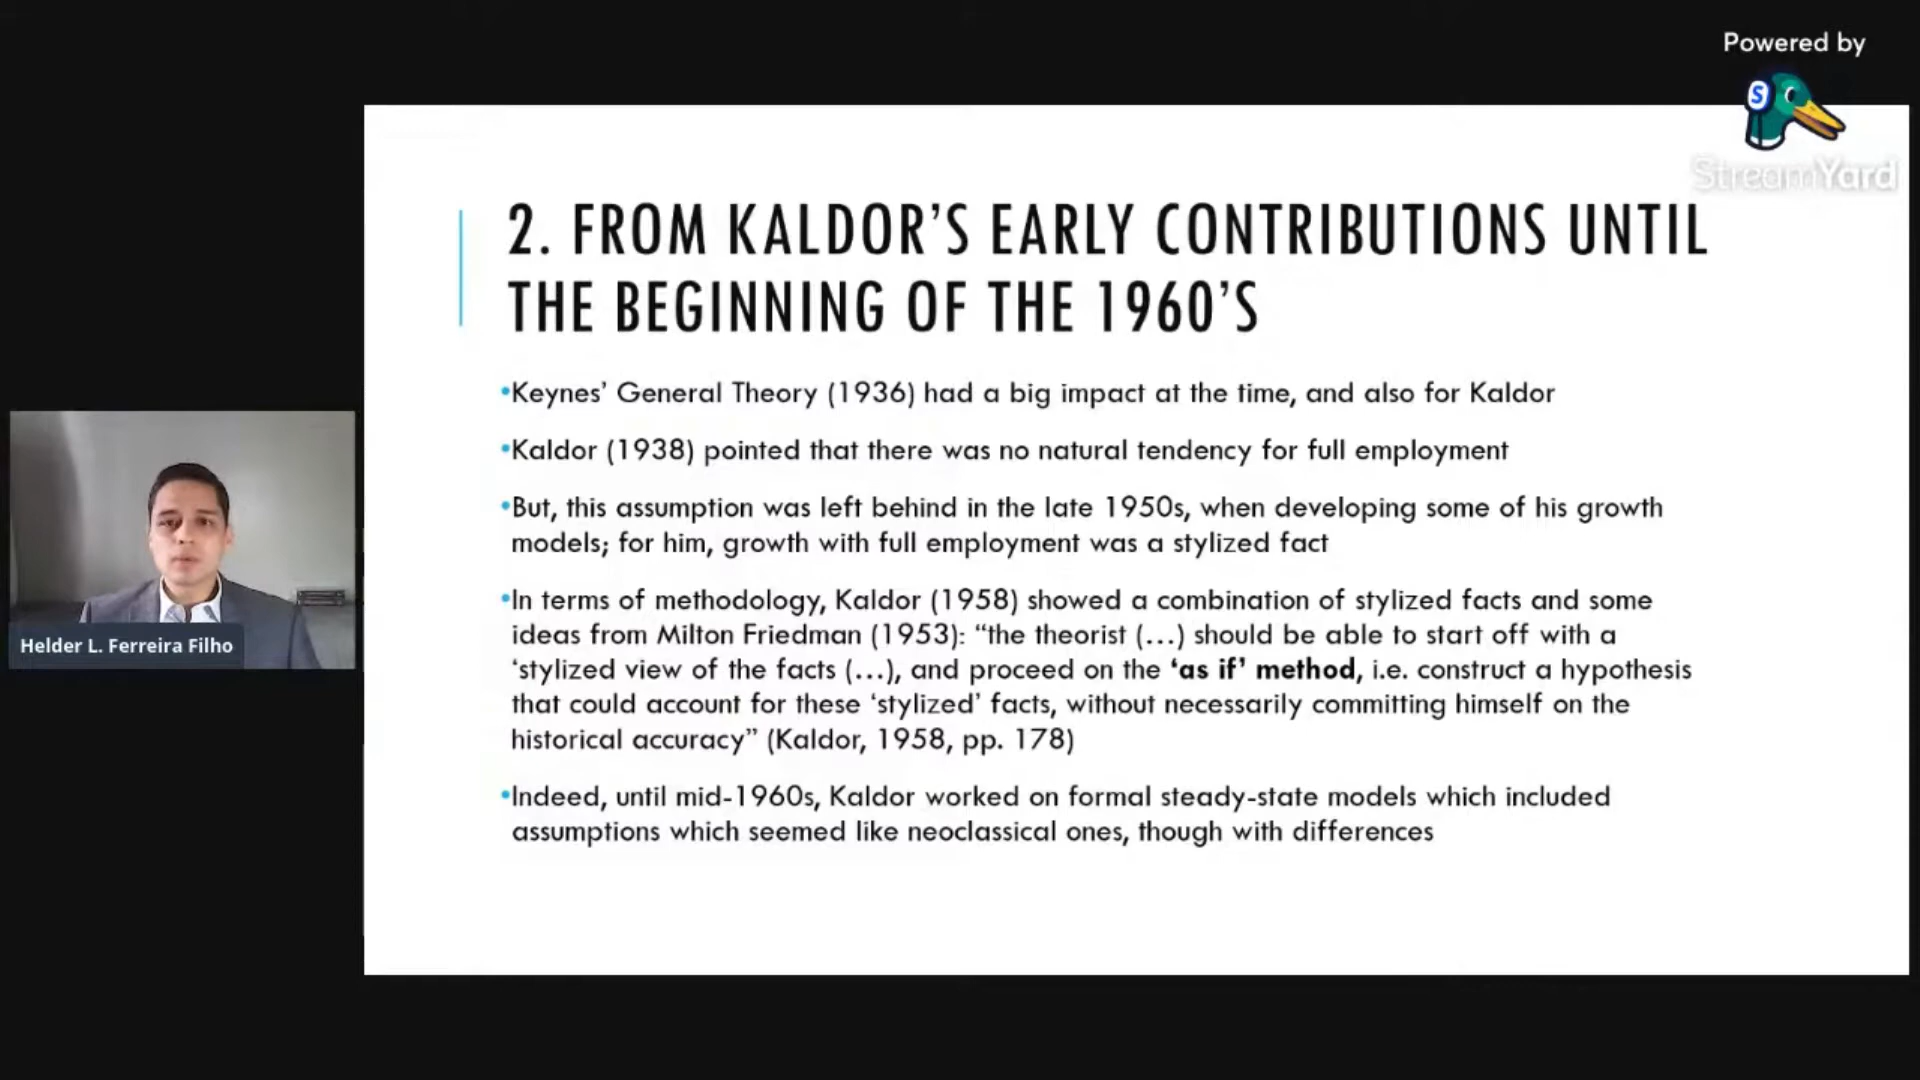 Powered by
S
StreamYard
2. FROM KALDOR’S EARLY CONTRIBUTIONS UNTIL
THE BEGINNING OF THE 1960’S
•Keynes’ General Theory (1936) had a big impact at the time, and also for Kaldor
•Kaldor (1938) pointed that there was no natural tendency for full employment
•But, this assumption was left behind in the late 1950s, when developing some of his growth
models; for him, growth with full employment was a stylized fact
•In terms of methodology, Kaldor (1958) showed a combination of stylized facts and some
ideas from Milton Friedman (1953): “the theorist (…) should be able to start off with a
‘stylized view of the facts (…), and proceed on the ‘as if’ method, i.e. construct a hypothesis
that could account for these ‘stylized’ facts, without necessarily committing himself on the
historical accuracy” (Kaldor, 1958, pp. 178)
•Indeed, until mid-1960s, Kaldor worked on formal steady-state models which included
assumptions which seemed like neoclassical ones, though with differences
Helder L. Ferreira Filho